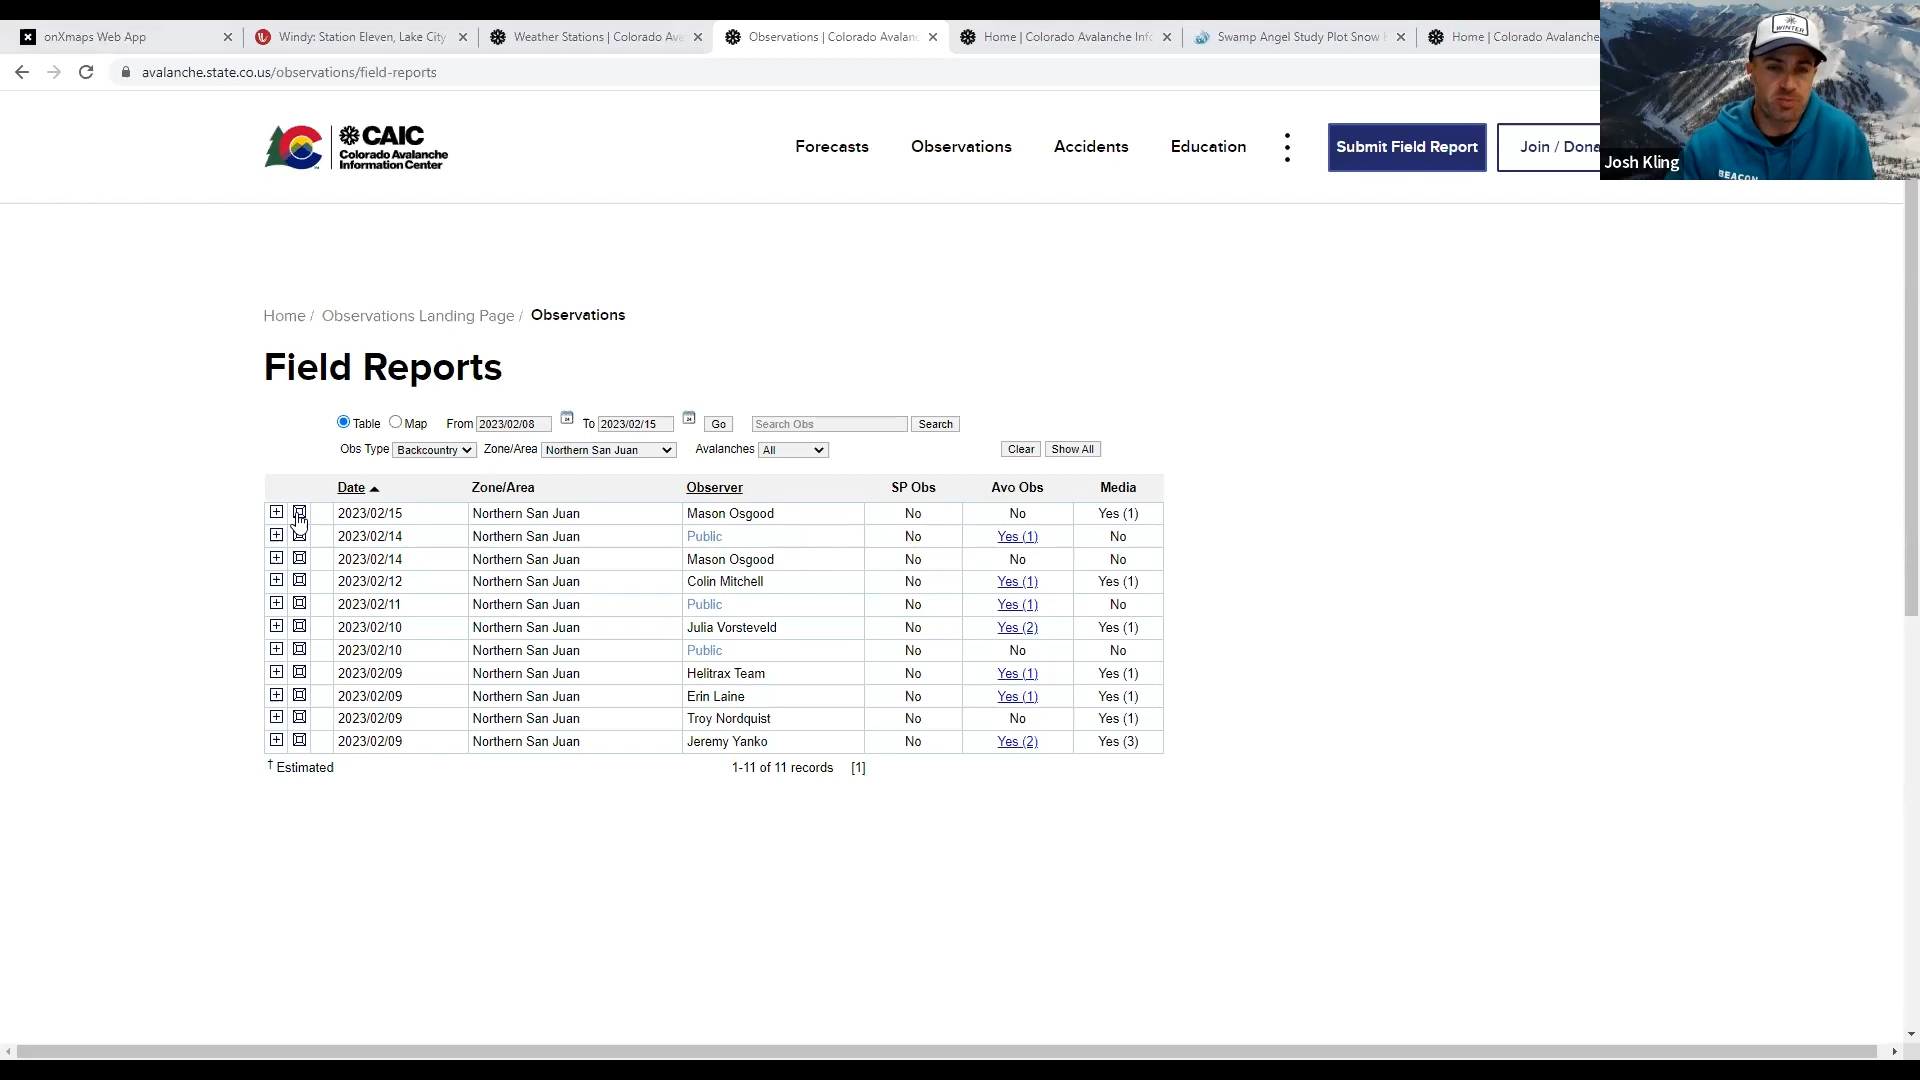 onXmaps Web App
Windy: Station Eleven, Lake City
Weather Stations | Colorado Ava
Observations | Colorado Avalanc
Home | Colorado Avalanche Info
Swamp Angel Study Plot Snow
Home | Colorado Avalanche
avalanche.state.co.us/observations/field-reports
CAIC
Colorado Avalanche
Information Center
Forecasts
Observations
Accidents
Education
Submit Field Report
Join / Dona
WINTER
BEACON
Josh Kling
Home / Observations Landing Page / Observations
Field Reports
Table Map From 2023/02/08 To 2023/02/15 Go Search Obs Search
Obs Type Backcountry Zone/Area Northern San Juan Avalanches All Clear Show All
Date Zone/Area Observer SP Obs Avo Obs Media
2023/02/15 Northern San Juan Mason Osgood No No Yes (1)
2023/02/14 Northern San Juan Public No Yes (1) No
2023/02/14 Northern San Juan Mason Osgood No No No
2023/02/12 Northern San Juan Colin Mitchell No Yes (1) Yes (1)
2023/02/11 Northern San Juan Public No Yes (1) No
2023/02/10 Northern San Juan Julia Vorsteveld No Yes (2) Yes (1)
2023/02/10 Northern San Juan Public No No No
2023/02/09 Northern San Juan Helitrax Team No Yes (1) Yes (1)
2023/02/09 Northern San Juan Erin Laine No Yes (1) Yes (1)
2023/02/09 Northern San Juan Troy Nordquist No No Yes (1)
2023/02/09 Northern San Juan Jeremy Yanko No Yes (2) Yes (3)
† Estimated 1-11 of 11 records [1]